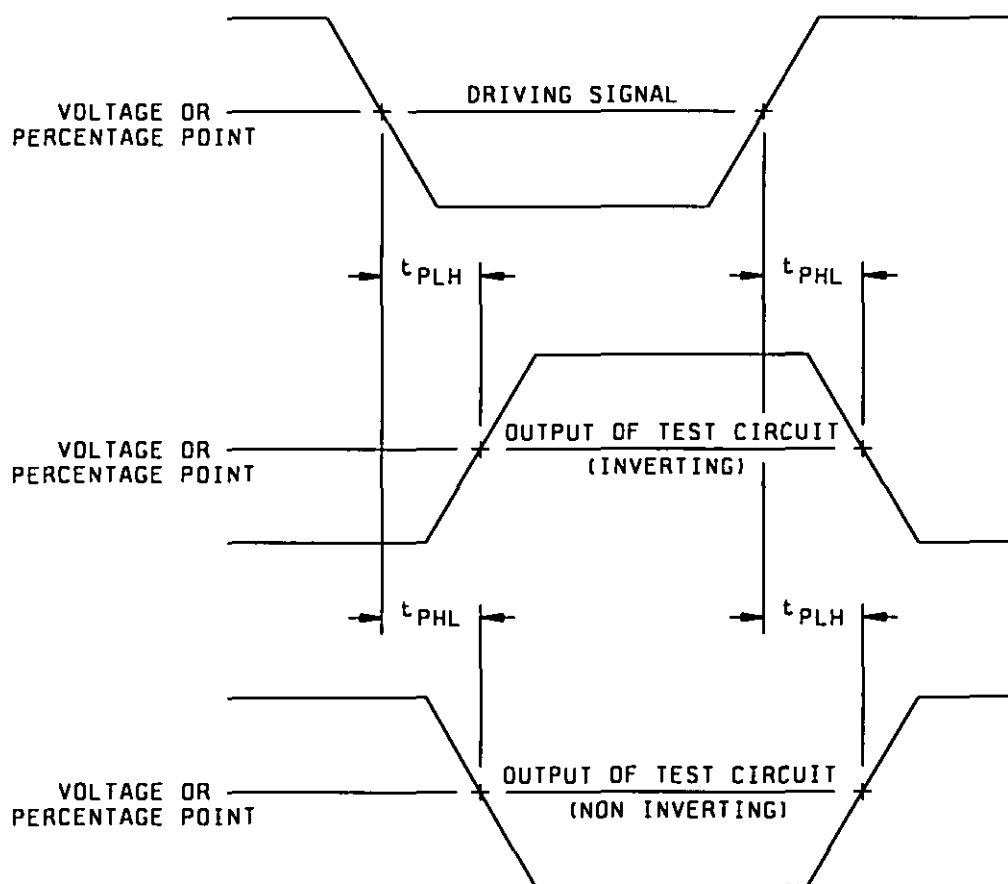 DRIVING SIGNAL
VOLTAGE OR
PERCENTAGE POINT
tPLH
tPHL
OUTPUT OF TEST CIRCUIT
VOLTAGE OR
(INVERTING)
PERCENTAGE POINT
tPHL
tPLH
OUTPUT OF TEST CIRCUIT
VOLTAGE OR
(NON INVERTING)
PERCENTAGE POINT